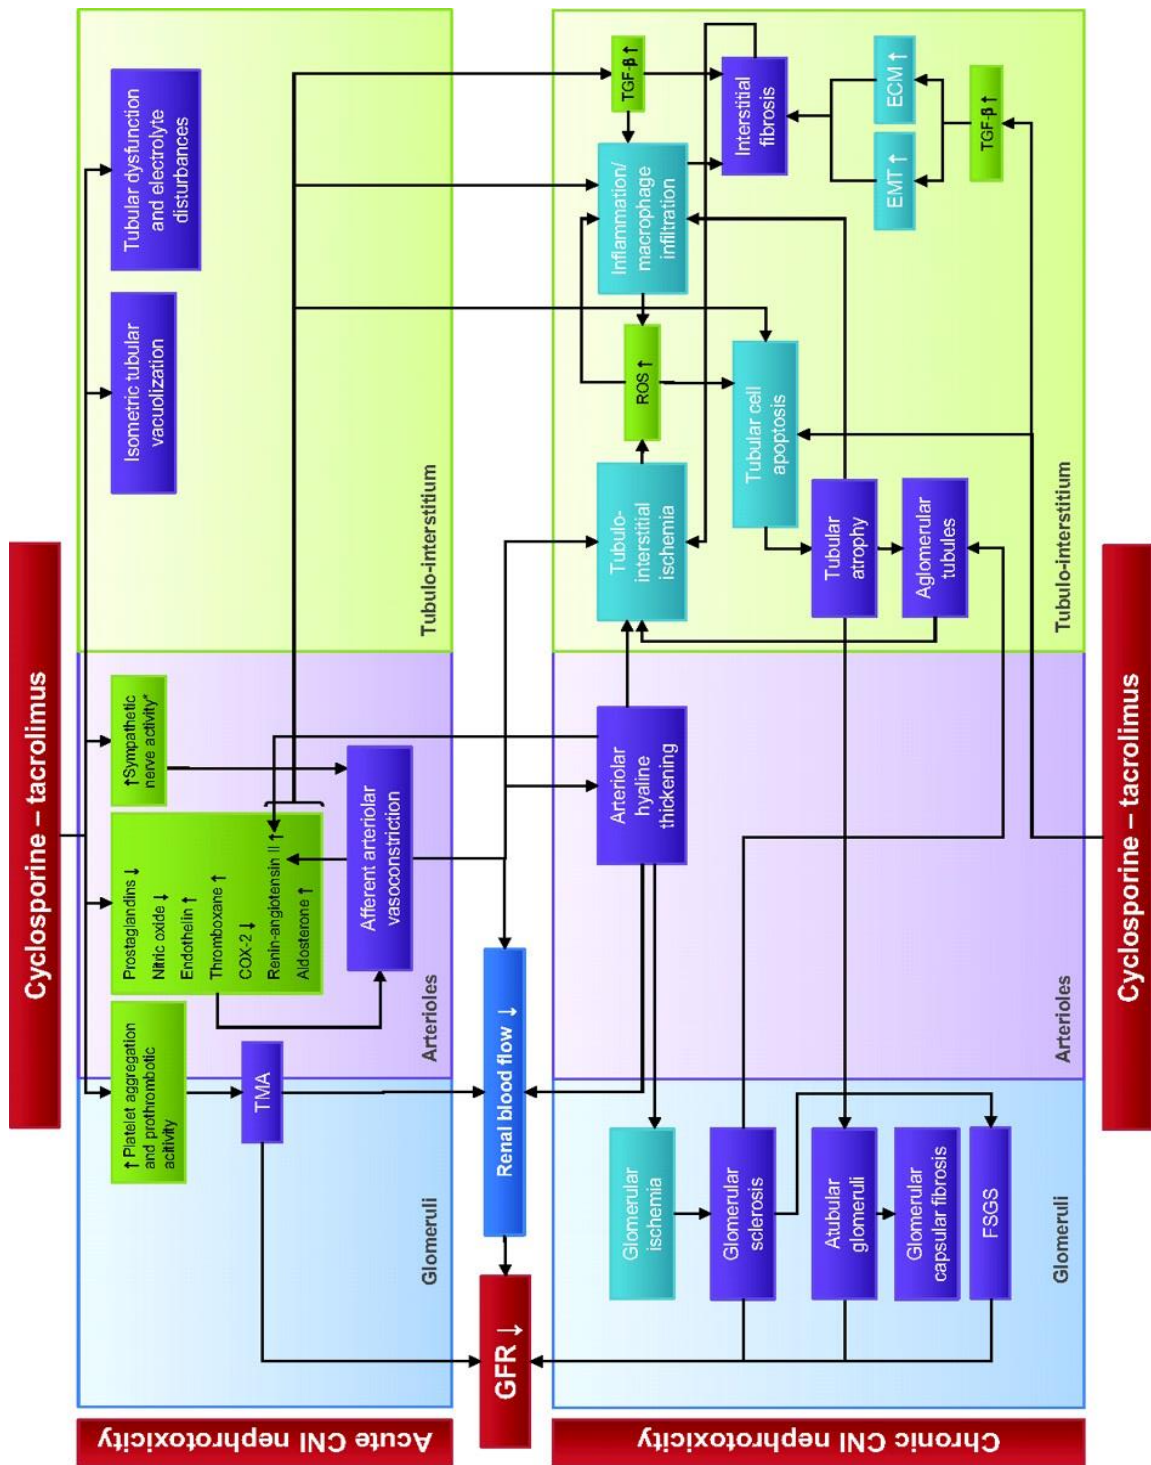 Cyclosporine – tacrolimus
Acute CNI nephrotoxicity
↑Platelet aggregation
and prothrombotic
acitivity
Prostaglandins ↓
Nitric oxide ↓
Endothelin ↑
Thromboxane ↑
COX-2 ↓
Renin-angiotensin II ↑
Aldosterone ↑
↑Sympathetic
nerve activity*
Isometric tubular
vacuolization
Tubular dysfunction
and electrolyte
disturbances
TMA
Afferent arteriolar
vasoconstriction
Glomeruli
Arterioles
Tubulo-interstitium
GFR ↓
Renal blood flow ↓
Chronic CNI nephrotoxicity
Glomerular
ischemia
Arteriolar
hyaline
thickening
Tubulo-
interstitial
ischemia
ROS ↑
Inflammation/
macrophage
infiltration
TGF-β ↑
Glomerular
sclerosis
Tubular cell
apoptosis
Interstitial
fibrosis
Atubular
glomeruli
Tubular
atrophy
EMT ↑
ECM ↑
Glomerular
capsular fibrosis
Aglomerular
tubules
FSGS
TGF-β ↑
Glomeruli
Arterioles
Tubulo-interstitium
Cyclosporine – tacrolimus